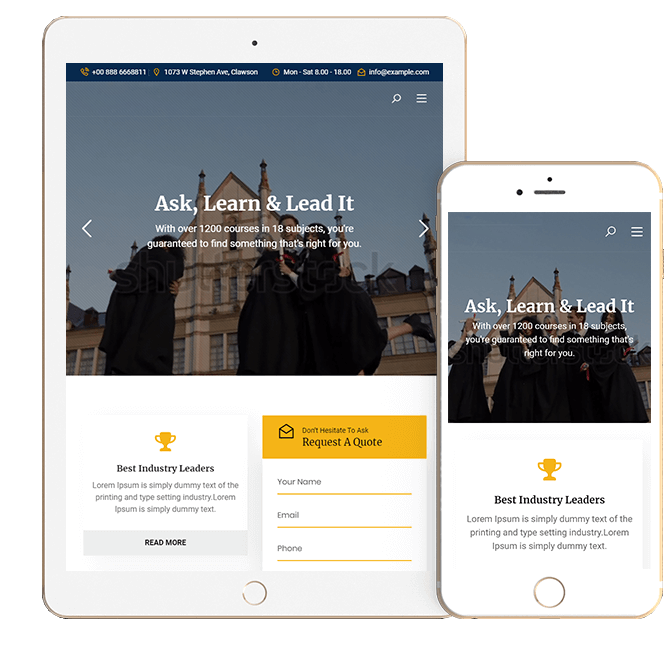 +00 888 6668811 1073 W Stephen Ave, Clawson Mon - Sat 8.00 - 18.00 info@example.com
Ask, Learn & Lead It
With over 1200 courses in 18 subjects, you're
guaranteed to find something that's right for you.
shutterstock
Best Industry Leaders
Lorem Ipsum is simply dummy text of the
printing and type setting industry.Lorem
Ipsum is simply dummy text.
READ MORE
Don't Hesitate To Ask
Request A Quote
Your Name
Email
Phone
Ask, Learn & Lead It
With over 1200 courses in 18 subjects,
you're guaranteed to find something that's
right for you.
shutterstock
Best Industry Leaders
Lorem Ipsum is simply dummy text of the
printing and type setting industry.Lorem
Ipsum is simply dummy text.